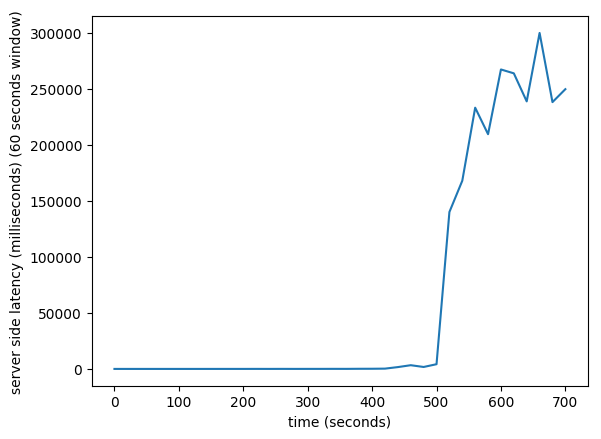 server side latency (milliseconds) (60 seconds window)
300000
250000
200000
150000
100000
50000
0
0 100 200 300 400 500 600 700
time (seconds)